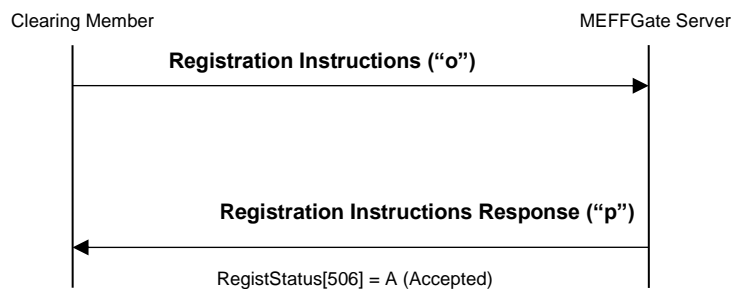 Clearing Member
MEFFGate Server
Registration Instructions (“o”)
Registration Instructions Response (“p”)
RegistStatus[506] = A (Accepted)